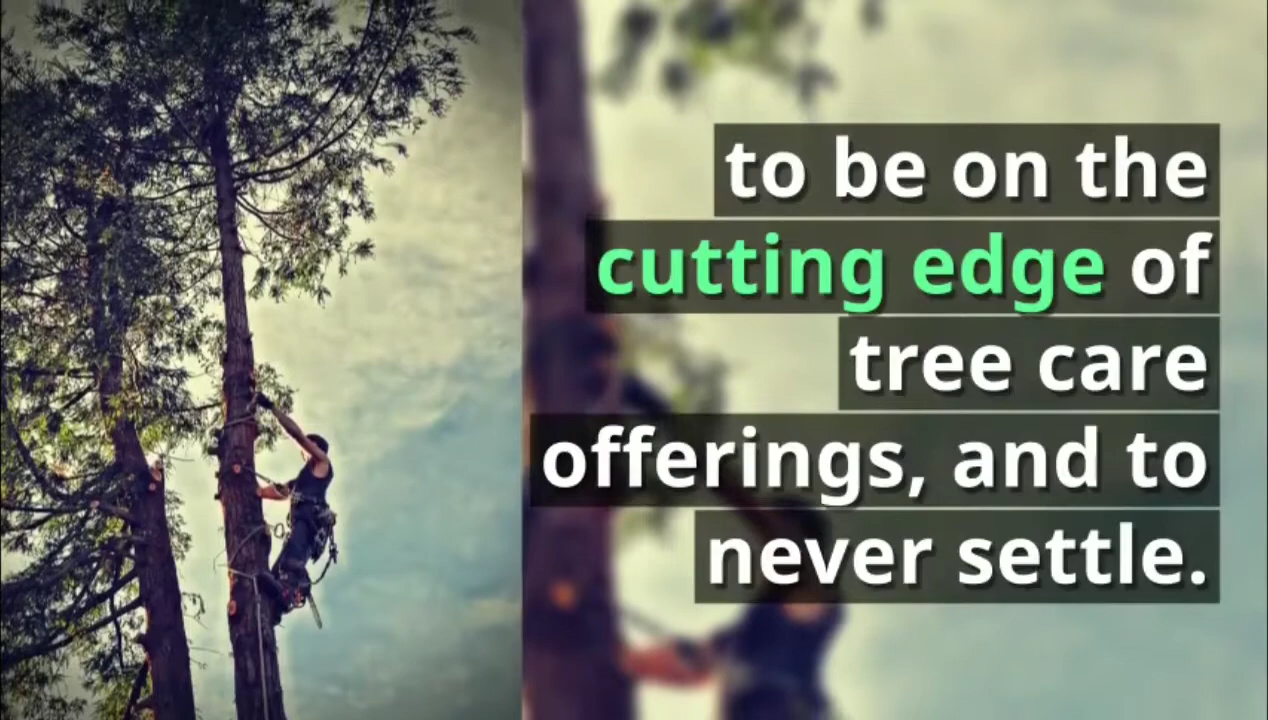 to be on the
cutting edge of
tree care
offerings, and to
never settle.